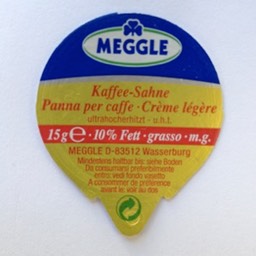 MEGGLE
Kaffee-Sahne
Panna per caffe · Crème légère
ultrahocherhitzt - u.h.t.
15g e · 10% Fett · grasso · m.g.
MEGGLE D-83512 Wasserburg
Mindestens haltbar bis: siehe Boden
Da consumarsi preferibilmente
entro: vedi fondo vasetto
A consommer de préférence
avant le: voir au dos